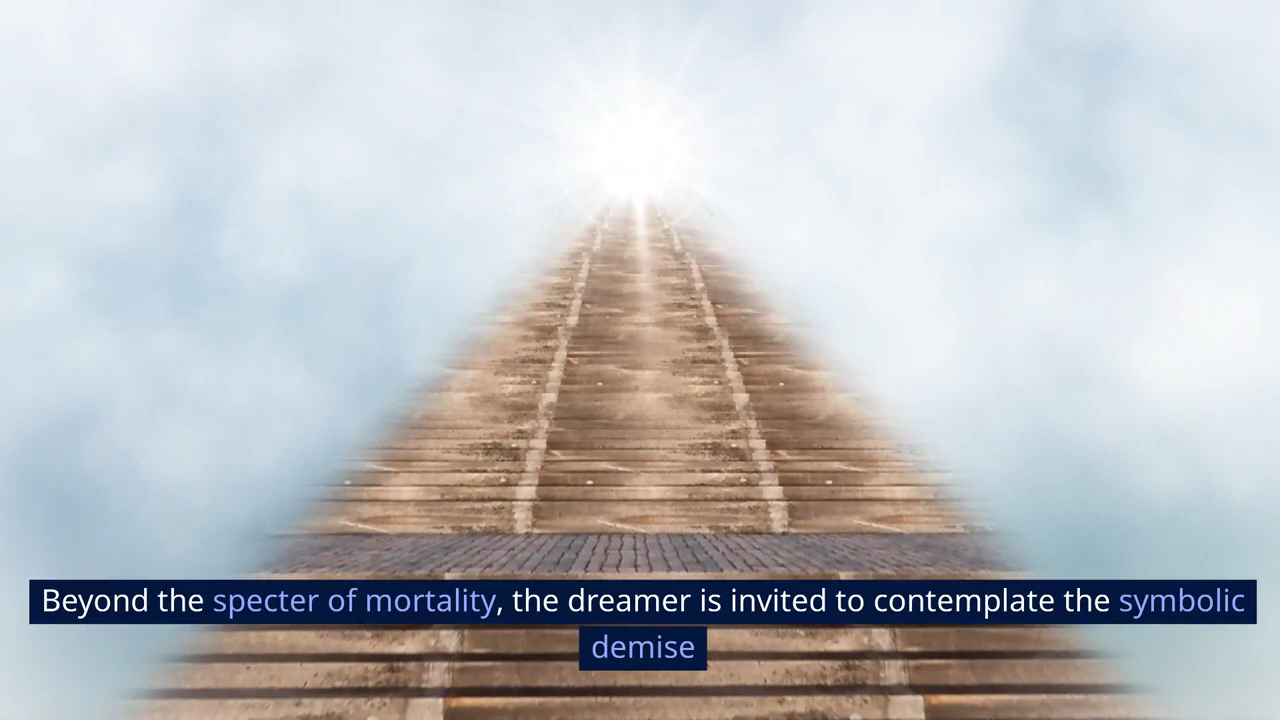 Beyond the specter of mortality, the dreamer is invited to contemplate the symbolic
demise